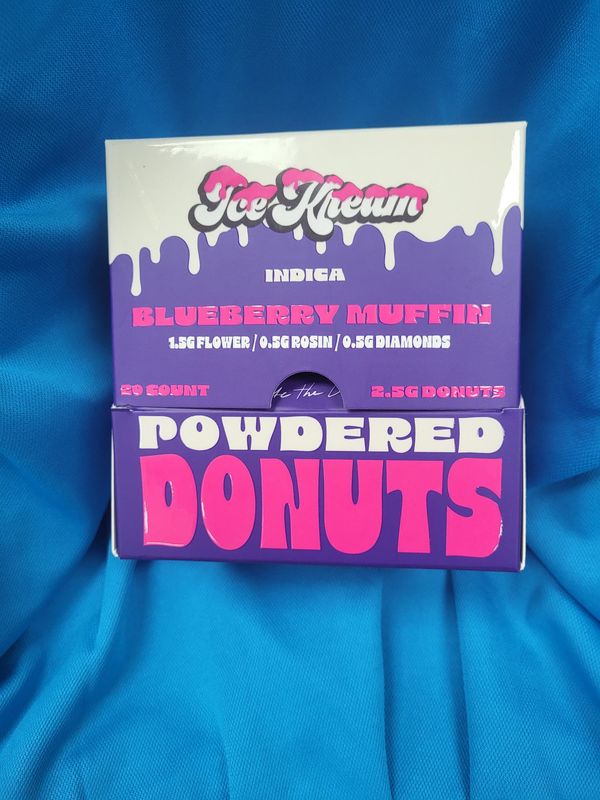 Ice Kream
INDICA
BLUEBERRY MUFFIN
1.5G FLOWER / 0.5G ROSIN / 0.5G DIAMONDS
20 COUNT
the
2.5G DONUTS
POWDERED
DONUTS